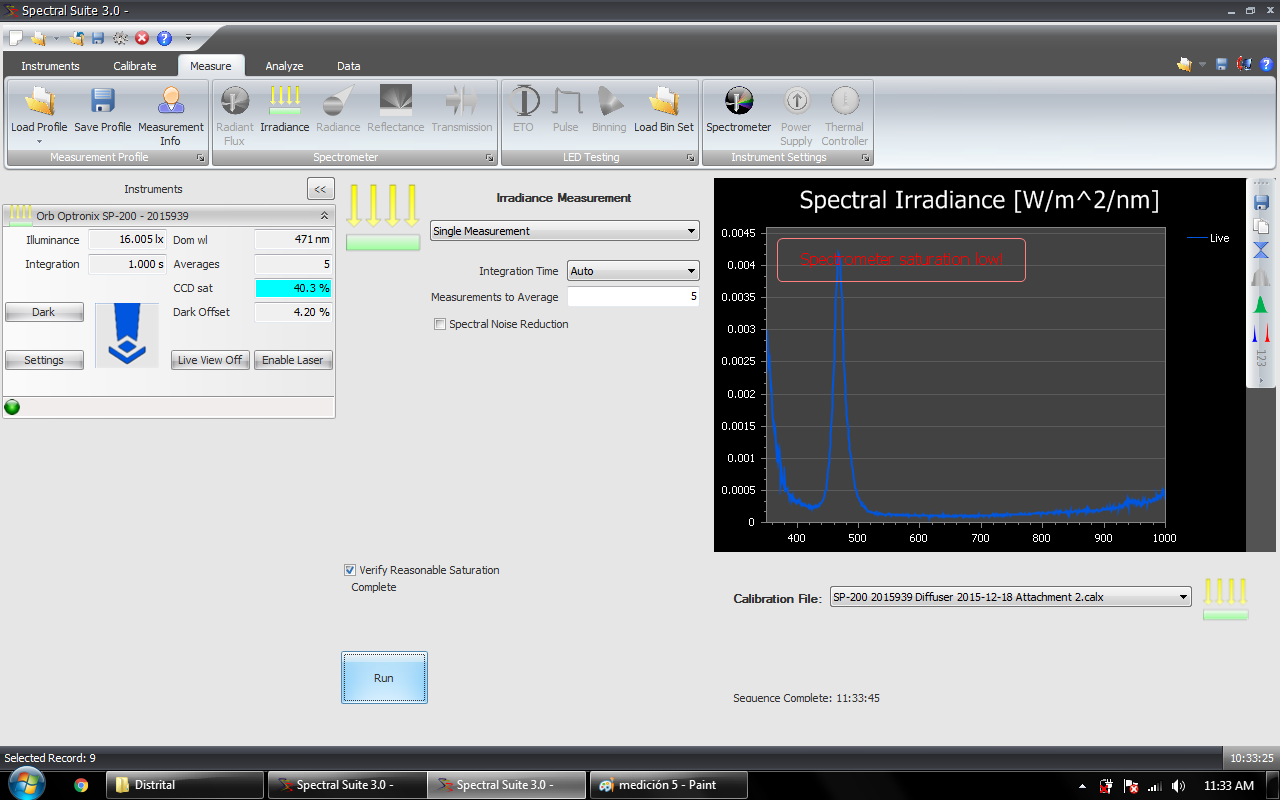 Spectral Suite 3.0 -
Instruments
Calibrate
Measure
Analyze
Data
Load Profile
Save Profile
Measurement
Info
Measurement Profile
Radiant
Flux
Irradiance
Radiance
Reflectance
Transmission
Spectrometer
ETO
Pulse
Binning
Load Bin Set
LED Testing
Spectrometer
Power
Supply
Thermal
Controller
Instrument Settings
Instruments
<<
Orb Optronix SP-200 - 2015939
Illuminance 16.005 lx Dom wl 471 nm
Integration 1.000 s Averages 5
CCD sat 40.3 %
Dark Dark Offset 4.20 %
Settings Live View Off Enable Laser
Irradiance Measurement
Single Measurement
Integration Time Auto
Measurements to Average 5
Spectral Noise Reduction
Verify Reasonable Saturation
Complete
Run
Spectral Irradiance [W/m^2/nm]
Spectrometer saturation low!
Live
0.0045
0.004
0.0035
0.003
0.0025
0.002
0.0015
0.001
0.0005
0
400 500 600 700 800 900 1000
123
Calibration File: SP-200 2015939 Diffuser 2015-12-18 Attachment 2.calx
Sequence Complete: 11:33:45
Selected Record: 9
10:33:25
Distrital
Spectral Suite 3.0 -
Spectral Suite 3.0 -
medición 5 - Paint
11:33 AM